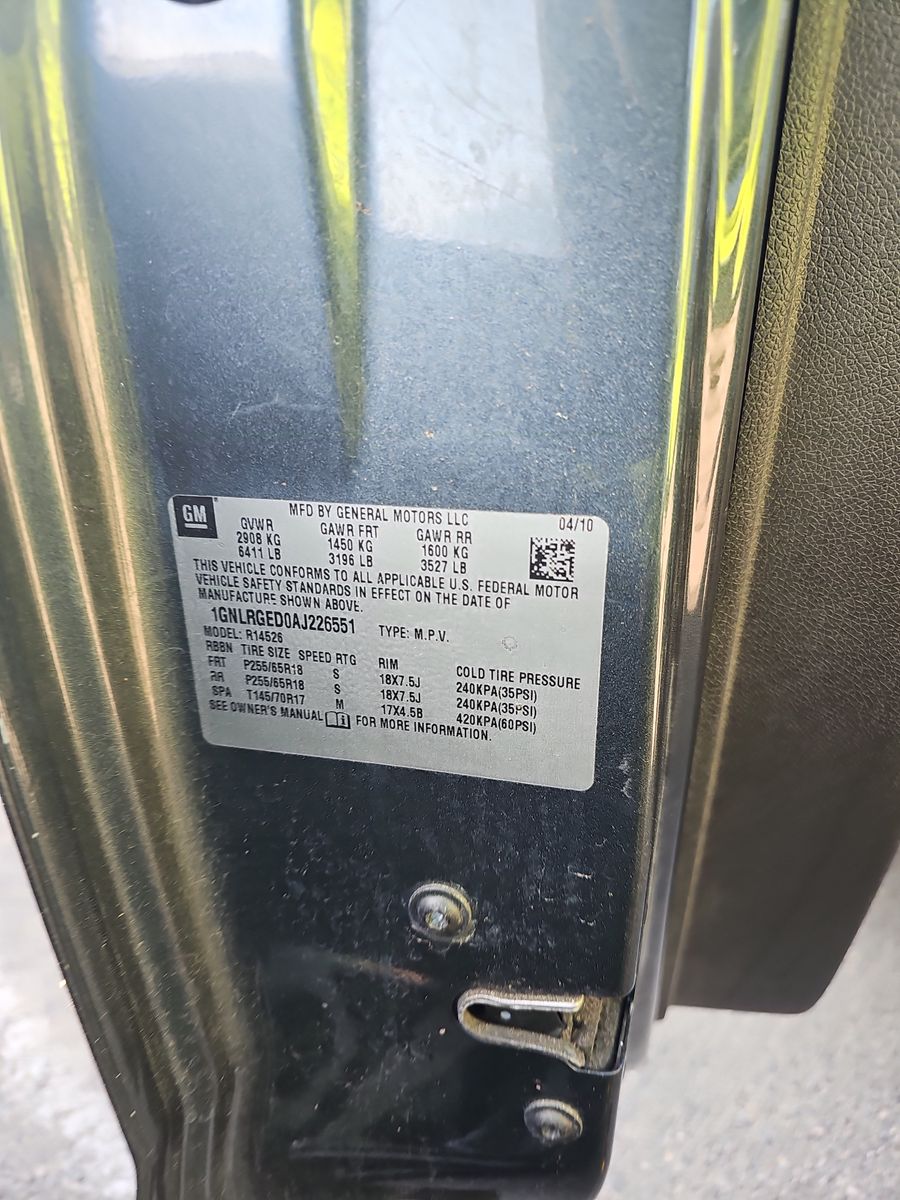 GM
MFD BY GENERAL MOTORS LLC 04/10
GVWR GAWR FRT GAWR RR
2908 KG 1450 KG 1600 KG
6411 LB 3196 LB 3527 LB
THIS VEHICLE CONFORMS TO ALL APPLICABLE U.S. FEDERAL MOTOR
VEHICLE SAFETY STANDARDS IN EFFECT ON THE DATE OF
MANUFACTURE SHOWN ABOVE.
1GNLRGED0AJ226551 TYPE: M.P.V.
MODEL: R14526
RBBN TIRE SIZE SPEED RTG RIM COLD TIRE PRESSURE
FRT P255/65R18 S 18X7.5J 240KPA(35PSI)
RR P255/65R18 S 18X7.5J 240KPA(35PSI)
SPA T145/70R17 M 17X4.5B 420KPA(60PSI)
SEE OWNER'S MANUAL FOR MORE INFORMATION.